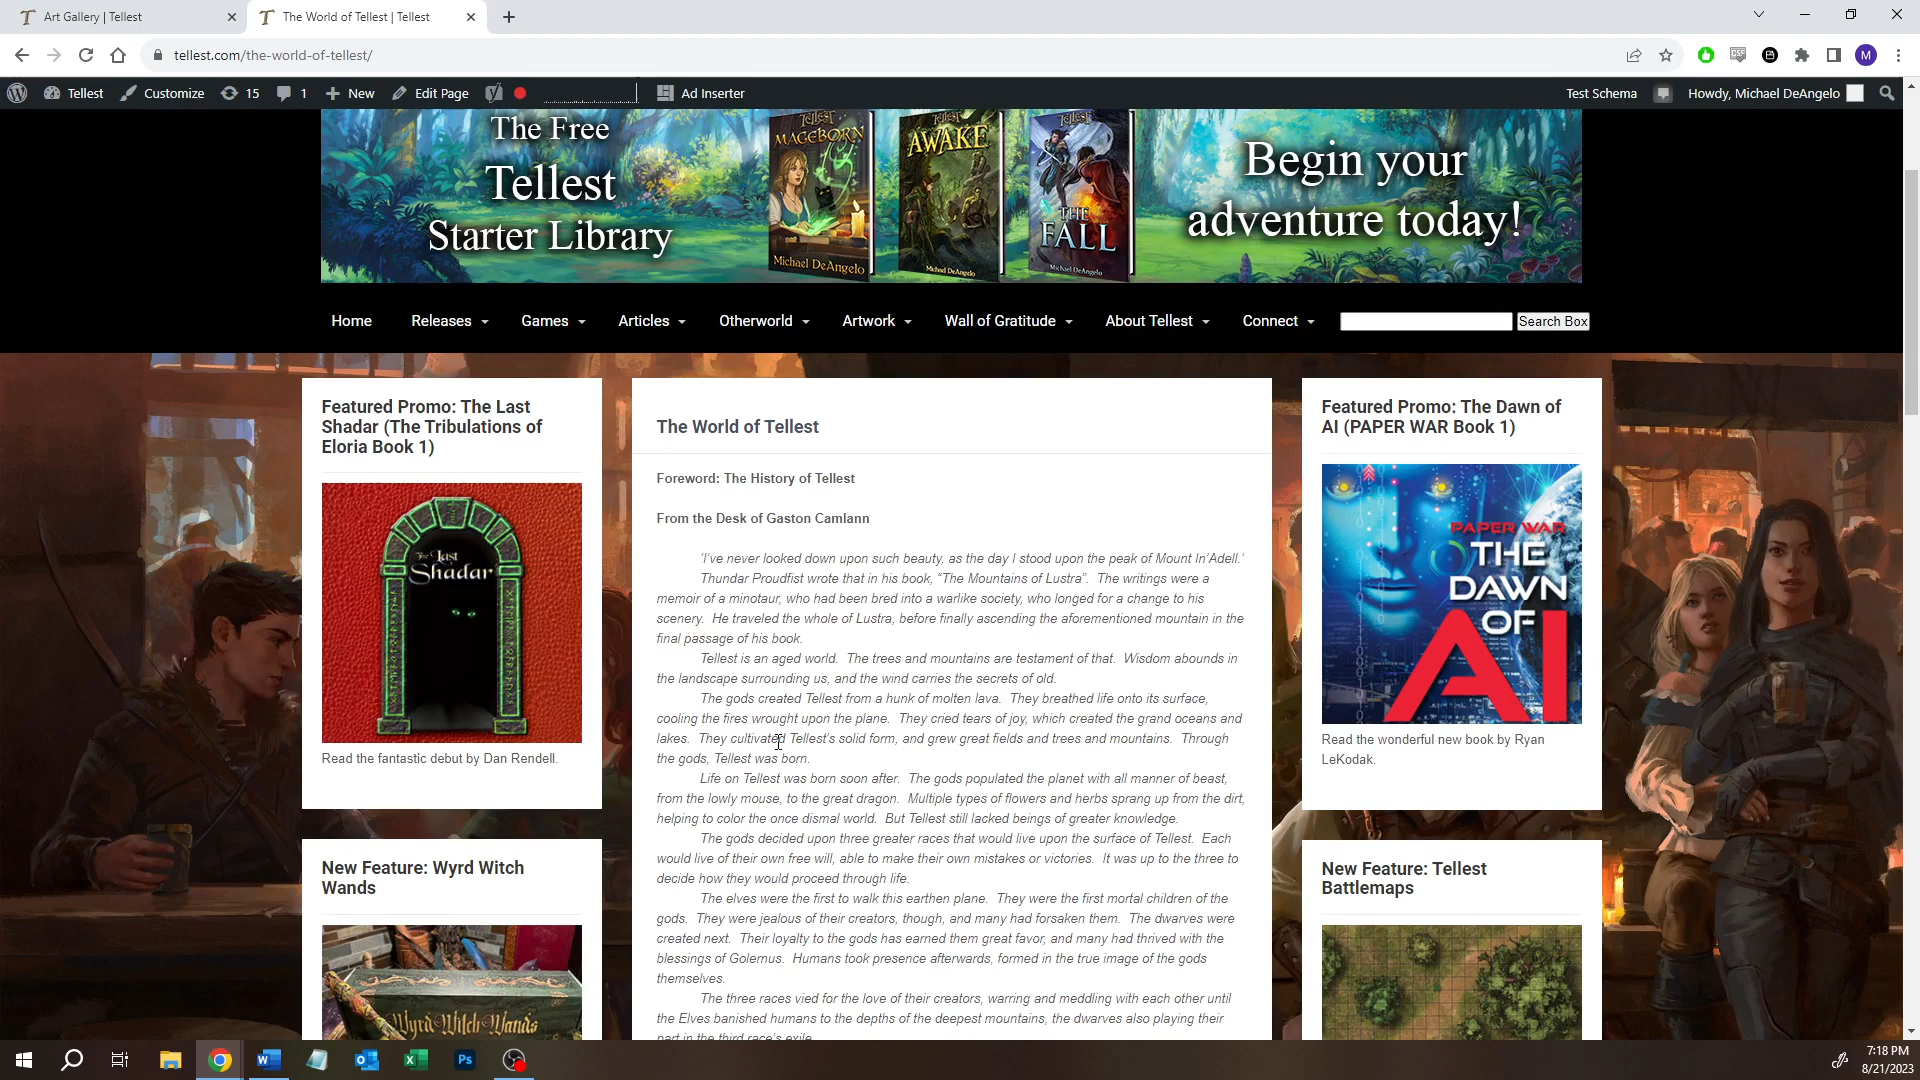 Art Gallery | Tellest
The World of Tellest | Tellest
tellest.com/the-world-of-tellest/
M
Tellest
Customize
15
1
New
Edit Page
Ad Inserter
Test Schema
Howdy, Michael DeAngelo
The Free
Tellest
Starter Library
TELLEST
MAGEBORN
Michael DeAngelo
TELLEST
AWAKE
Michael DeAngelo
TELLEST
THE
FALL
Michael DeAngelo
Begin your
adventure today!
Home
Releases
Games
Articles
Otherworld
Artwork
Wall of Gratitude
About Tellest
Connect
Search Box
Featured Promo: The Last
Shadar (The Tribulations of
Eloria Book 1)
The Last
Shadar
Read the fantastic debut by Dan Rendell.
New Feature: Wyrd Witch
Wands
Wyrd Witch Wands
The World of Tellest
Foreword: The History of Tellest
From the Desk of Gaston Camlann
'I've never looked down upon such beauty, as the day I stood upon the peak of Mount In'Adell.'
Thundar Proudfist wrote that in his book, “The Mountains of Lustra”.  The writings were a
memoir of a minotaur, who had been bred into a warlike society, who longed for a change to his
scenery.  He traveled the whole of Lustra, before finally ascending the aforementioned mountain in the
final passage of his book.
Tellest is an aged world.  The trees and mountains are testament of that.  Wisdom abounds in
the landscape surrounding us, and the wind carries the secrets of old.
The gods created Tellest from a hunk of molten lava.  They breathed life onto its surface,
cooling the fires wrought upon the plane.  They cried tears of joy, which created the grand oceans and
lakes.  They cultivated Tellest's solid form, and grew great fields and trees and mountains.  Through
the gods, Tellest was born.
Life on Tellest was born soon after.  The gods populated the planet with all manner of beast,
from the lowly mouse, to the great dragon.  Multiple types of flowers and herbs sprang up from the dirt,
helping to color the once dismal world.  But Tellest still lacked beings of greater knowledge.
The gods decided upon three greater races that would live upon the surface of Tellest.  Each
would live of their own free will, able to make their own mistakes or victories.  It was up to the three to
decide how they would proceed through life.
The elves were the first to walk this earthen plane.  They were the first mortal children of the
gods.  They were jealous of their creators, though, and many had forsaken them.  The dwarves were
created next.  Their loyalty to the gods has earned them great favor, and many had thrived with the
blessings of Golernus.  Humans took presence afterwards, formed in the true image of the gods
themselves.
The three races vied for the love of their creators, warring and meddling with each other until
the Elves banished humans to the depths of the deepest mountains, the dwarves also playing their
part in the third race's exile.
Featured Promo: The Dawn of
AI (PAPER WAR Book 1)
PAPER WAR
THE
DAWN
OF
AI
Read the wonderful new book by Ryan
LeKodak.
New Feature: Tellest
Battlemaps
Ps
7:18 PM
8/21/2023